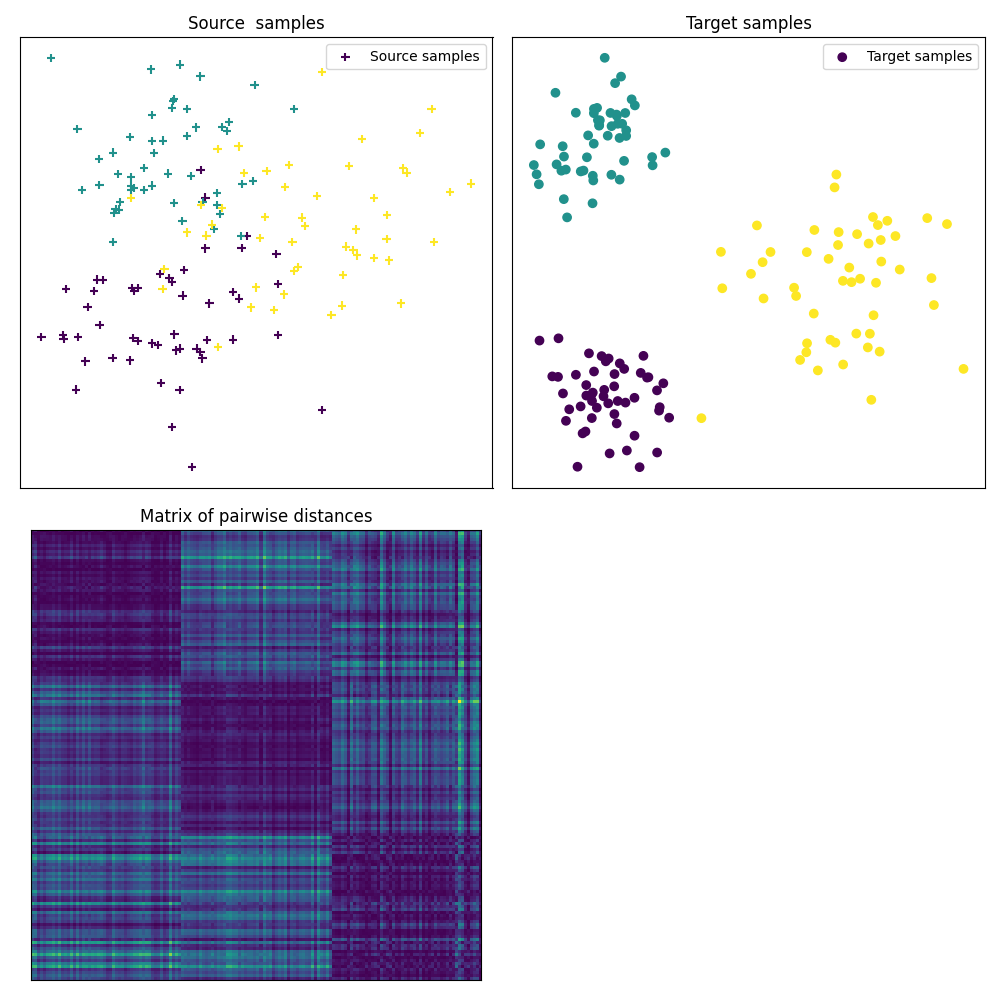 Source  samples
Source samples
Target samples
Target samples
Matrix of pairwise distances